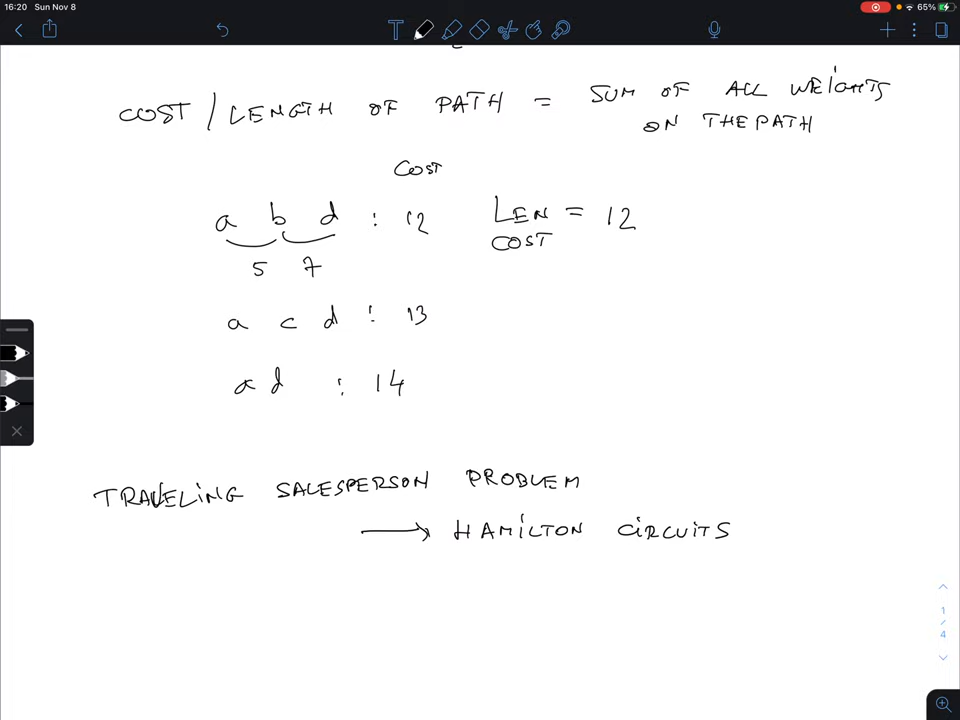 16:20 Sun Nov 8 65%
COST / LENGTH OF PATH = SUM OF ALL WEIGHTS
ON THE PATH
COST
a b d : 12 LEN = 12
COST
5 7
a c d : 13
a d : 14
TRAVELING SALESPERSON PROBLEM
→ HAMILTON CIRCUITS
1
/
4